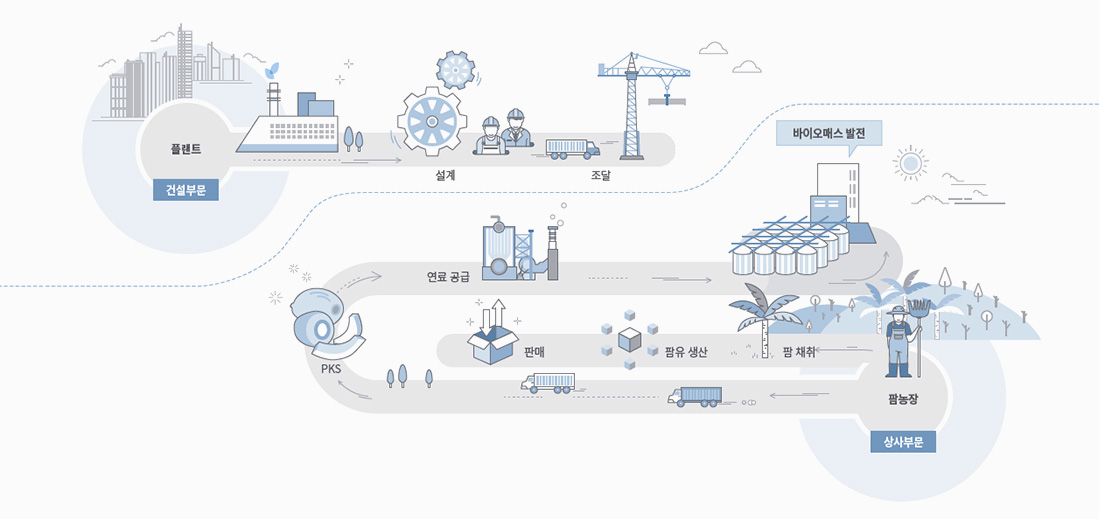 플랜트
건설부문
설계
조달
바이오매스 발전
연료 공급
판매
팜유 생산
팜 채취
PKS
팜농장
상사부문